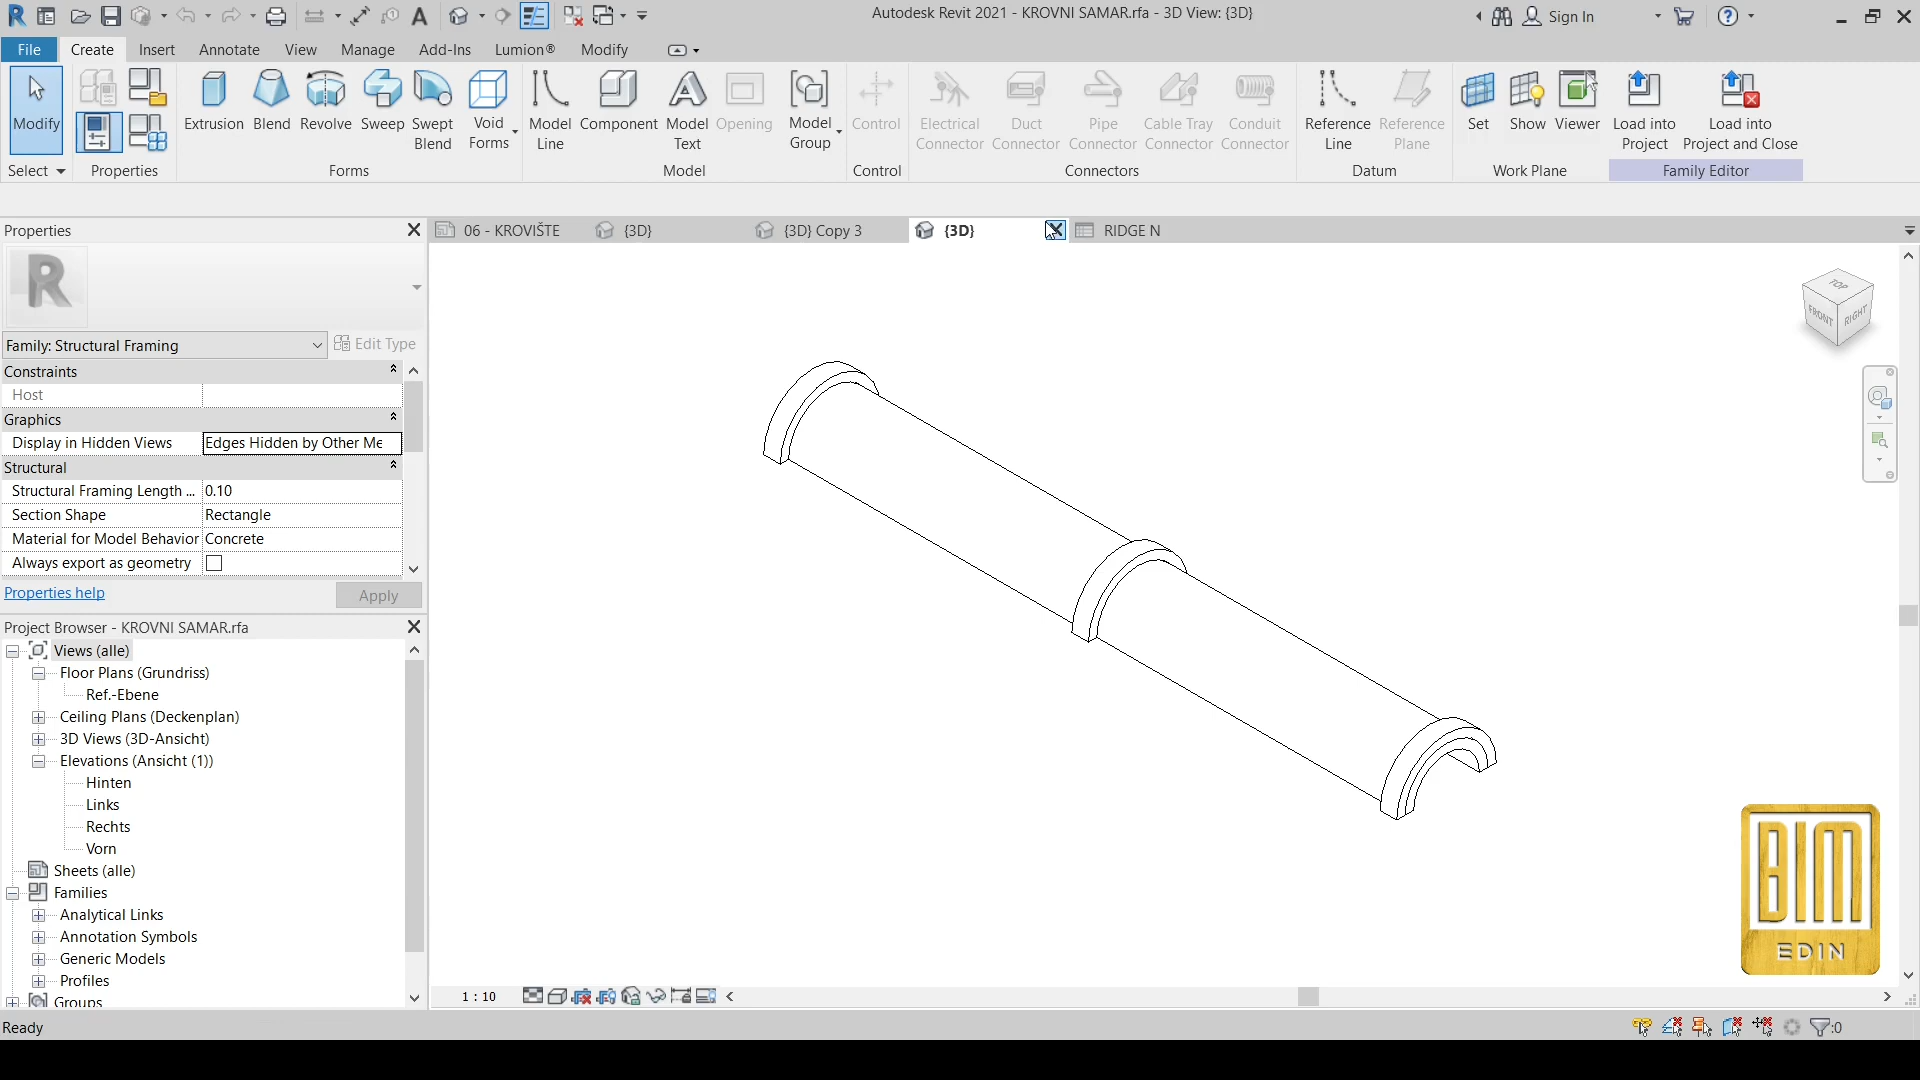 Autodesk Revit 2021 - KROVNI SAMAR.rfa - 3D View: {3D}
Sign In
File
Create
Insert
Annotate
View
Manage
Add-Ins
Lumion®
Modify
Modify
Extrusion
Blend
Revolve
Sweep
Swept
Blend
Void
Forms
Model
Line
Component
Model
Text
Opening
Model
Group
Control
Electrical
Connector
Duct
Connector
Pipe
Connector
Cable Tray
Connector
Conduit
Connector
Reference
Line
Reference
Plane
Set
Show
Viewer
Load into
Project
Load into
Project and Close
Select
Properties
Forms
Model
Control
Connectors
Datum
Work Plane
Family Editor
Properties
06 - KROVIŠTE
{3D}
{3D} Copy 3
{3D}
RIDGE N
Family: Structural Framing
Edit Type
Constraints
Host
Graphics
Display in Hidden Views
Edges Hidden by Other Me
Structural
Structural Framing Length ...
0.10
Section Shape
Rectangle
Material for Model Behavior
Concrete
Always export as geometry
Properties help
Apply
Project Browser - KROVNI SAMAR.rfa
Views (alle)
Floor Plans (Grundriss)
Ref.-Ebene
Ceiling Plans (Deckenplan)
3D Views (3D-Ansicht)
Elevations (Ansicht (1))
Hinten
Links
Rechts
Vorn
Sheets (alle)
Families
Analytical Links
Annotation Symbols
Generic Models
Profiles
Groups
TOP
FRONT
RIGHT
BIM
EDIN
1 : 10
Ready
:0